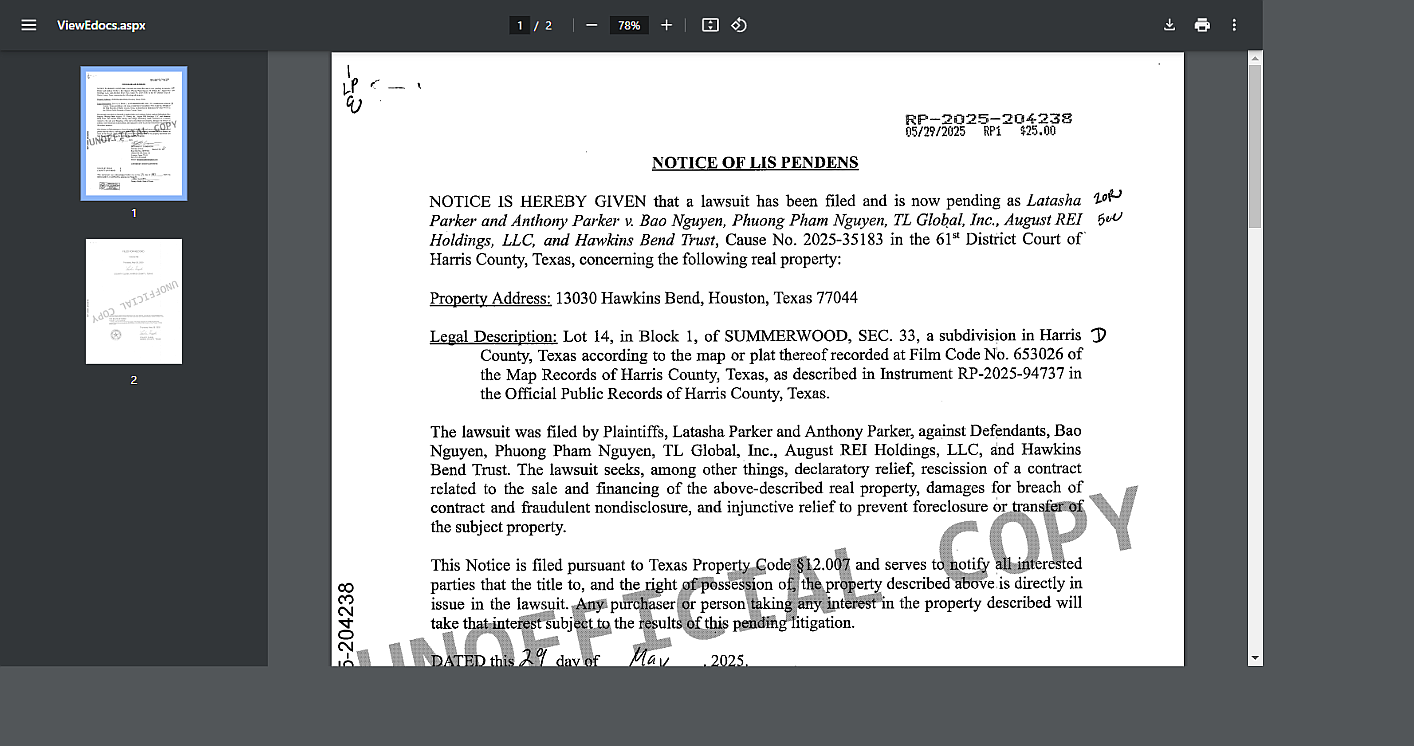 ViewEdocs.aspx
1 / 2
78%
1
2
LP
RP-2025-204238
05/29/2025 RP1 $25.00
NOTICE OF LIS PENDENS
NOTICE IS HEREBY GIVEN that a lawsuit has been filed and is now pending as Latasha
Parker and Anthony Parker v. Bao Nguyen, Phuong Pham Nguyen, TL Global, Inc., August REI
Holdings, LLC, and Hawkins Bend Trust, Cause No. 2025-35183 in the 61st District Court of
Harris County, Texas, concerning the following real property:
Property Address: 13030 Hawkins Bend, Houston, Texas 77044
Legal Description: Lot 14, in Block 1, of SUMMERWOOD, SEC. 33, a subdivision in Harris
County, Texas according to the map or plat thereof recorded at Film Code No. 653026 of
the Map Records of Harris County, Texas, as described in Instrument RP-2025-94737 in
the Official Public Records of Harris County, Texas.
The lawsuit was filed by Plaintiffs, Latasha Parker and Anthony Parker, against Defendants, Bao
Nguyen, Phuong Pham Nguyen, TL Global, Inc., August REI Holdings, LLC, and Hawkins
Bend Trust. The lawsuit seeks, among other things, declaratory relief, rescission of a contract
related to the sale and financing of the above-described real property, damages for breach of
contract and fraudulent nondisclosure, and injunctive relief to prevent foreclosure or transfer of
the subject property.
This Notice is filed pursuant to Texas Property Code §12.007 and serves to notify all interested
parties that the title to, and the right of possession of, the property described above is directly in
issue in the lawsuit. Any purchaser or person taking any interest in the property described will
take that interest subject to the results of this pending litigation.
DATED this 29 day of May, 2025.
5-204238
UNOFFICIAL COPY